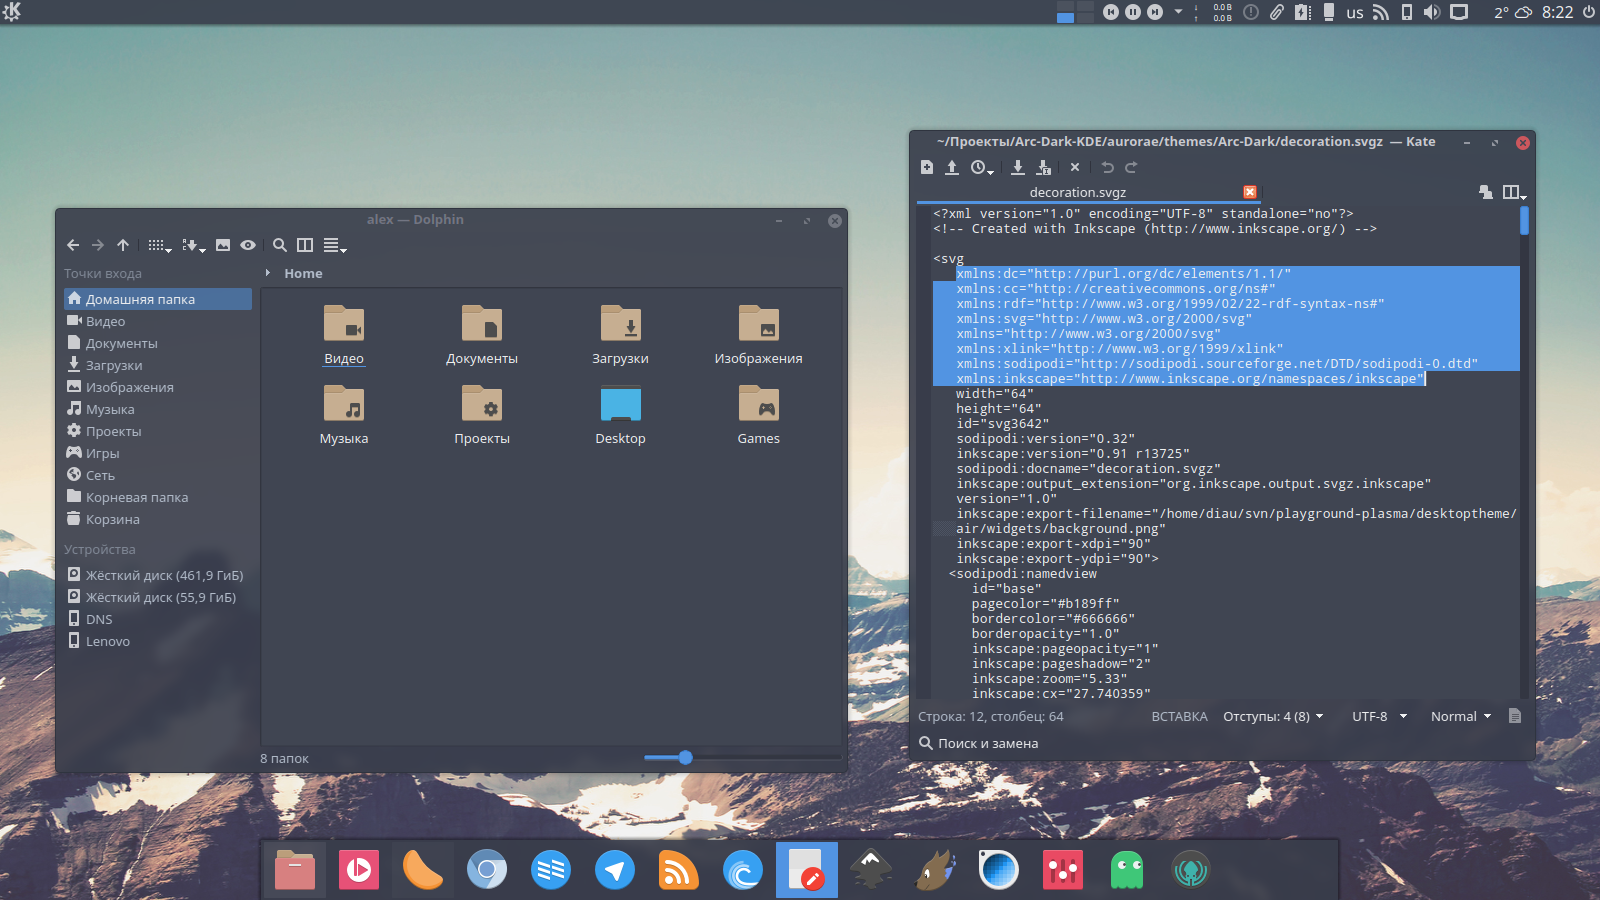 0.0 B
0.0 B
us
2°
8:22
alex — Dolphin
Точки входа
Home
Домашняя папка
Видео
Документы
Загрузки
Изображения
Музыка
Проекты
Игры
Сеть
Корневая папка
Корзина
Устройства
Жёсткий диск (461,9 ГиБ)
Жёсткий диск (55,9 ГиБ)
DNS
Lenovo
Видео
Документы
Загрузки
Изображения
Музыка
Проекты
Desktop
Games
8 папок
~/Проекты/Arc-Dark-KDE/aurorae/themes/Arc-Dark/decoration.svgz — Kate
decoration.svgz
<?xml version="1.0" encoding="UTF-8" standalone="no"?>
<!-- Created with Inkscape (http://www.inkscape.org/) -->
<svg
xmlns:dc="http://purl.org/dc/elements/1.1/"
xmlns:cc="http://creativecommons.org/ns#"
xmlns:rdf="http://www.w3.org/1999/02/22-rdf-syntax-ns#"
xmlns:svg="http://www.w3.org/2000/svg"
xmlns="http://www.w3.org/2000/svg"
xmlns:xlink="http://www.w3.org/1999/xlink"
xmlns:sodipodi="http://sodipodi.sourceforge.net/DTD/sodipodi-0.dtd"
xmlns:inkscape="http://www.inkscape.org/namespaces/inkscape"
width="64"
height="64"
id="svg3642"
sodipodi:version="0.32"
inkscape:version="0.91 r13725"
sodipodi:docname="decoration.svgz"
inkscape:output_extension="org.inkscape.output.svgz.inkscape"
version="1.0"
inkscape:export-filename="/home/diau/svn/playground-plasma/desktoptheme/
air/widgets/background.png"
inkscape:export-xdpi="90"
inkscape:export-ydpi="90">
<sodipodi:namedview
id="base"
pagecolor="#b189ff"
bordercolor="#666666"
borderopacity="1.0"
inkscape:pageopacity="1"
inkscape:pageshadow="2"
inkscape:zoom="5.33"
inkscape:cx="27.740359"
Строка: 12, столбец: 64
ВСТАВКА
Отступы: 4 (8)
UTF-8
Normal
Поиск и замена